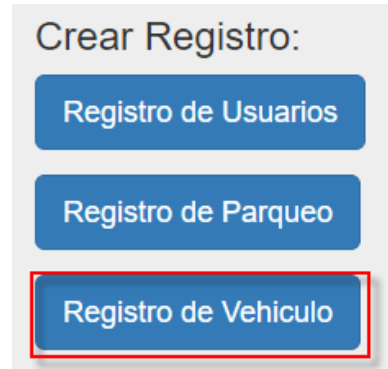 Crear Registro:
Registro de Usuarios
Registro de Parqueo
Registro de Vehiculo